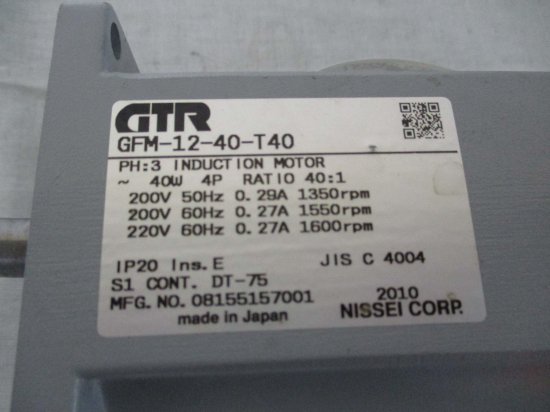 GTR
GFM-12-40-T40
PH:3 INDUCTION MOTOR
~ 40W 4P RATIO 40:1
200V 50Hz 0.29A 1350rpm
200V 60Hz 0.27A 1550rpm
220V 60Hz 0.27A 1600rpm
IP20 Ins.E JIS C 4004
S1 CONT. DT-75
MFG.NO.08155157001 2010
made in Japan NISSEI CORP.